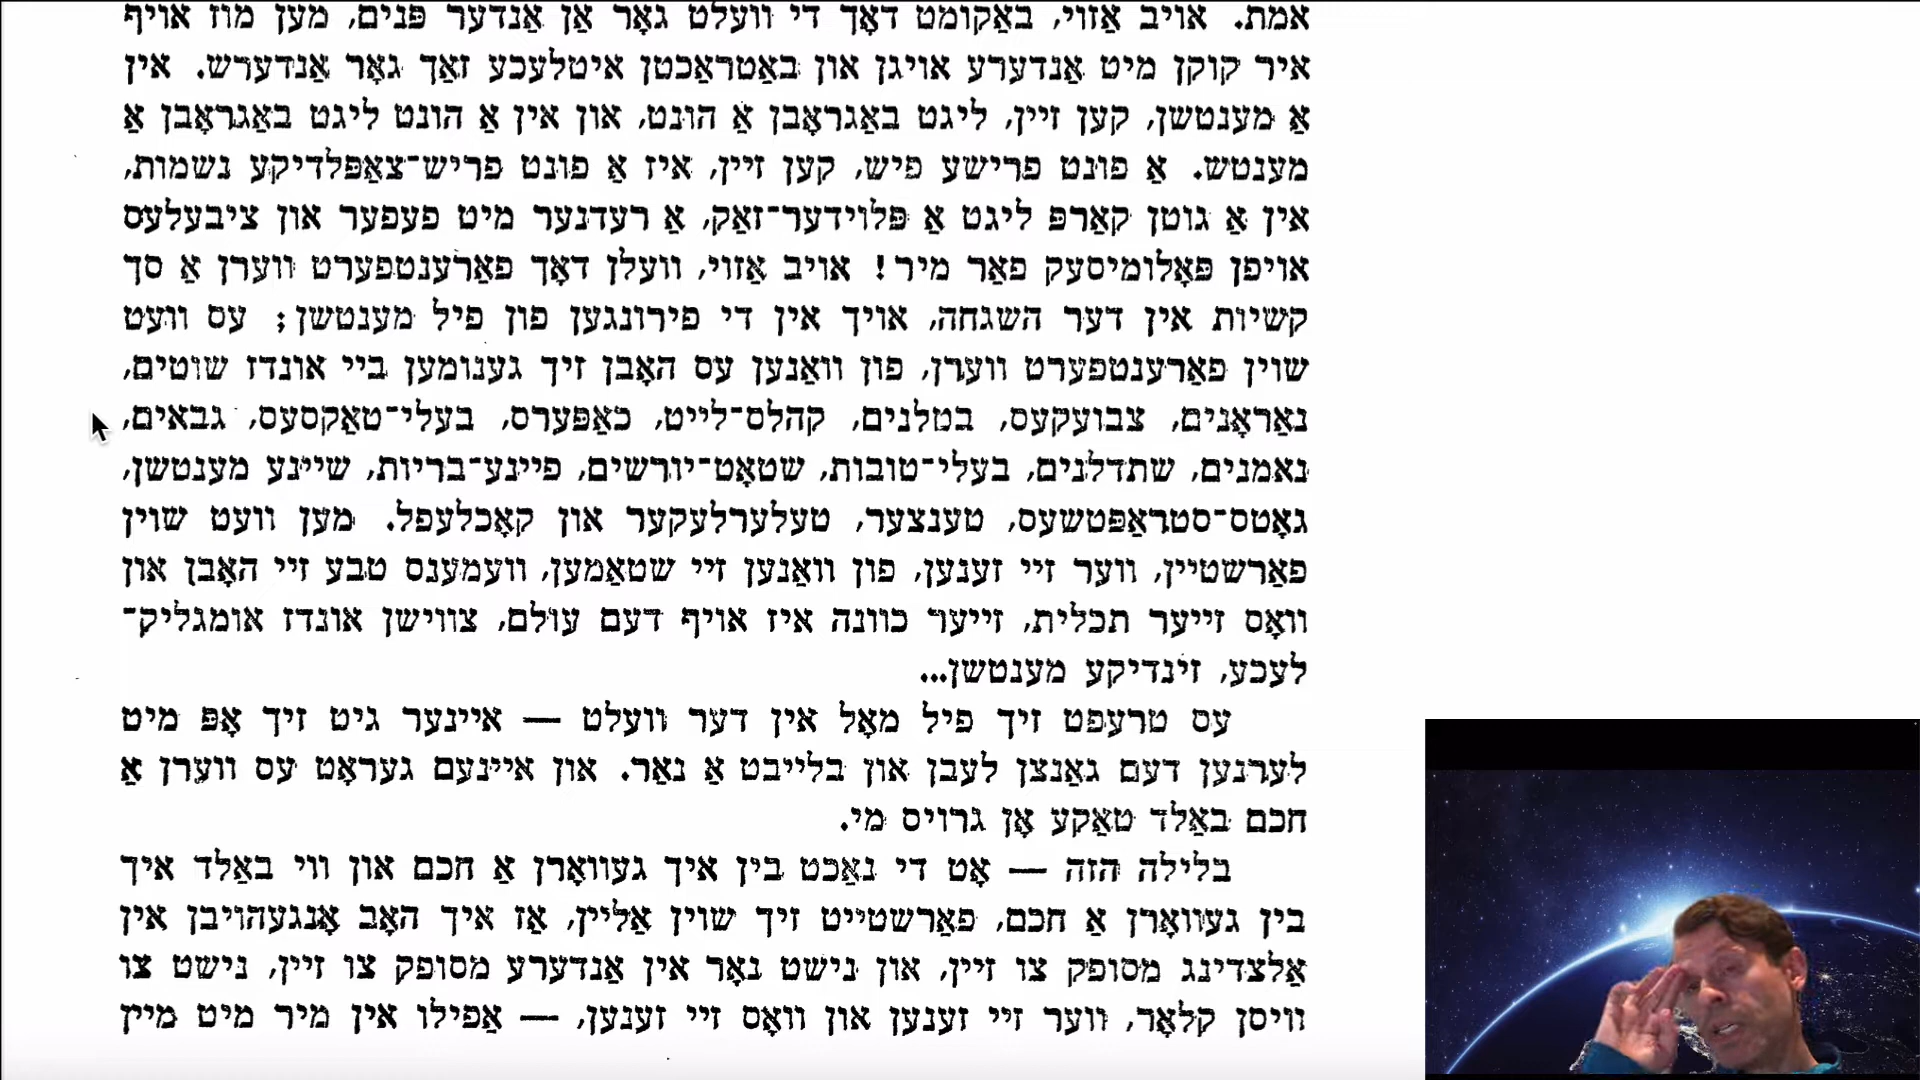 אמת. אויב אַזוי, באַקומט דאָך די וועלט גאָר אַן אַנדער פּנים, מען מוז אויף
איר קוקן מיט אַנדערע אויגן און באַטראַכטן איטלעכע זאַך גאָר אַנדערש. אין
אַ מענטשן, קען זיין, ליגט באַגראָבן אַ הונט, און אין אַ הונט ליגט באַגראָבן אַ
מענטש. אַ פונט פרישע פיש, קען זיין, איז אַ פונט פריש־צאַפּלדיקע נשמות,
אין אַ גוטן קאַרפּ ליגט אַ פּלוידער־זאַק, אַ רעדנער מיט פעפער און ציבעלעס
אויפן פּאָלומיסעק פאַר מיר! אויב אַזוי, וועלן דאָך פאַרענטפערט ווערן אַ סך
קשיות אין דער השגחה, אויך אין די פירונגען פון פיל מענטשן; עס וועט
שוין פאַרענטפערט ווערן, פון וואַנען עס האָבן זיך גענומען ביי אונדז שוטים,
נאַראָנים, צבועקעס, בטלנים, קהלס־לייט, כאַפּערס, בעלי־טאַקסעס, גבאים,
נאמנים, שתדלנים, בעלי־טובות, שטאָט־יורשים, פיינע־בריות, שיינע מענטשן,
גאָטס־סטראַפּטשעס, טענצער, טעלערלעקער און קאָכלעפל. מען וועט שוין
פאַרשטיין, ווער זיי זענען, פון וואַנען זיי שטאַמען, וועמענס טבע זיי האָבן און
וואָס זייער תכלית, זייער כוונה איז אויף דעם עולם, צווישן אונדז אומגליק־
לעכע, זינדיקע מענטשן...
עס טרעפט זיך פיל מאָל אין דער וועלט — איינער גיט זיך אָפּ מיט
לערנען דעם גאַנצן לעבן און בלייבט אַ נאַר. און איינעם געראָט עס ווערן אַ
חכם באַלד טאַקע אָן גרויס מי.
בלילה הזה — אָט די נאַכט בין איך געוואָרן אַ חכם און ווי באַלד איך
בין געוואָרן אַ חכם, פאַרשטייט זיך שוין אַליין, אַז איך האָב אָנגעהויבן אין
אַלצדינג מסופק צו זיין, און נישט נאָר אין אַנדערע מסופק צו זיין, נישט צו
וויסן קלאָר, ווער זיי זענען און וואָס זיי זענען, — אַפילו אין מיר מיט מיין